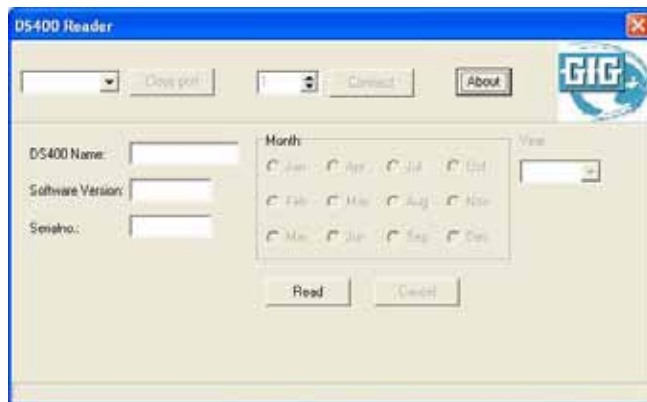 DS400 Reader
Close port
1
Connect
About
GIG
DS400 Name:
Software Version:
Serialno.:
Month
Jan Apr Jul Oct
Feb May Aug Nov
Mar Jun Sep Dec
Year
Read
Cancel